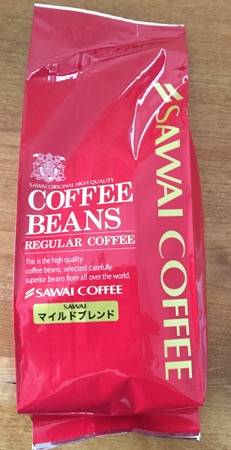 SAWAI ORIGINAL HIGH QUALITY
COFFEE
BEANS
REGULAR COFFEE
This is the high quality
coffee beans, selected carefully
superior beans from all over the world.
SAWAI COFFEE
SAWAI
マイルドブレンド
SAWAI COFFEE